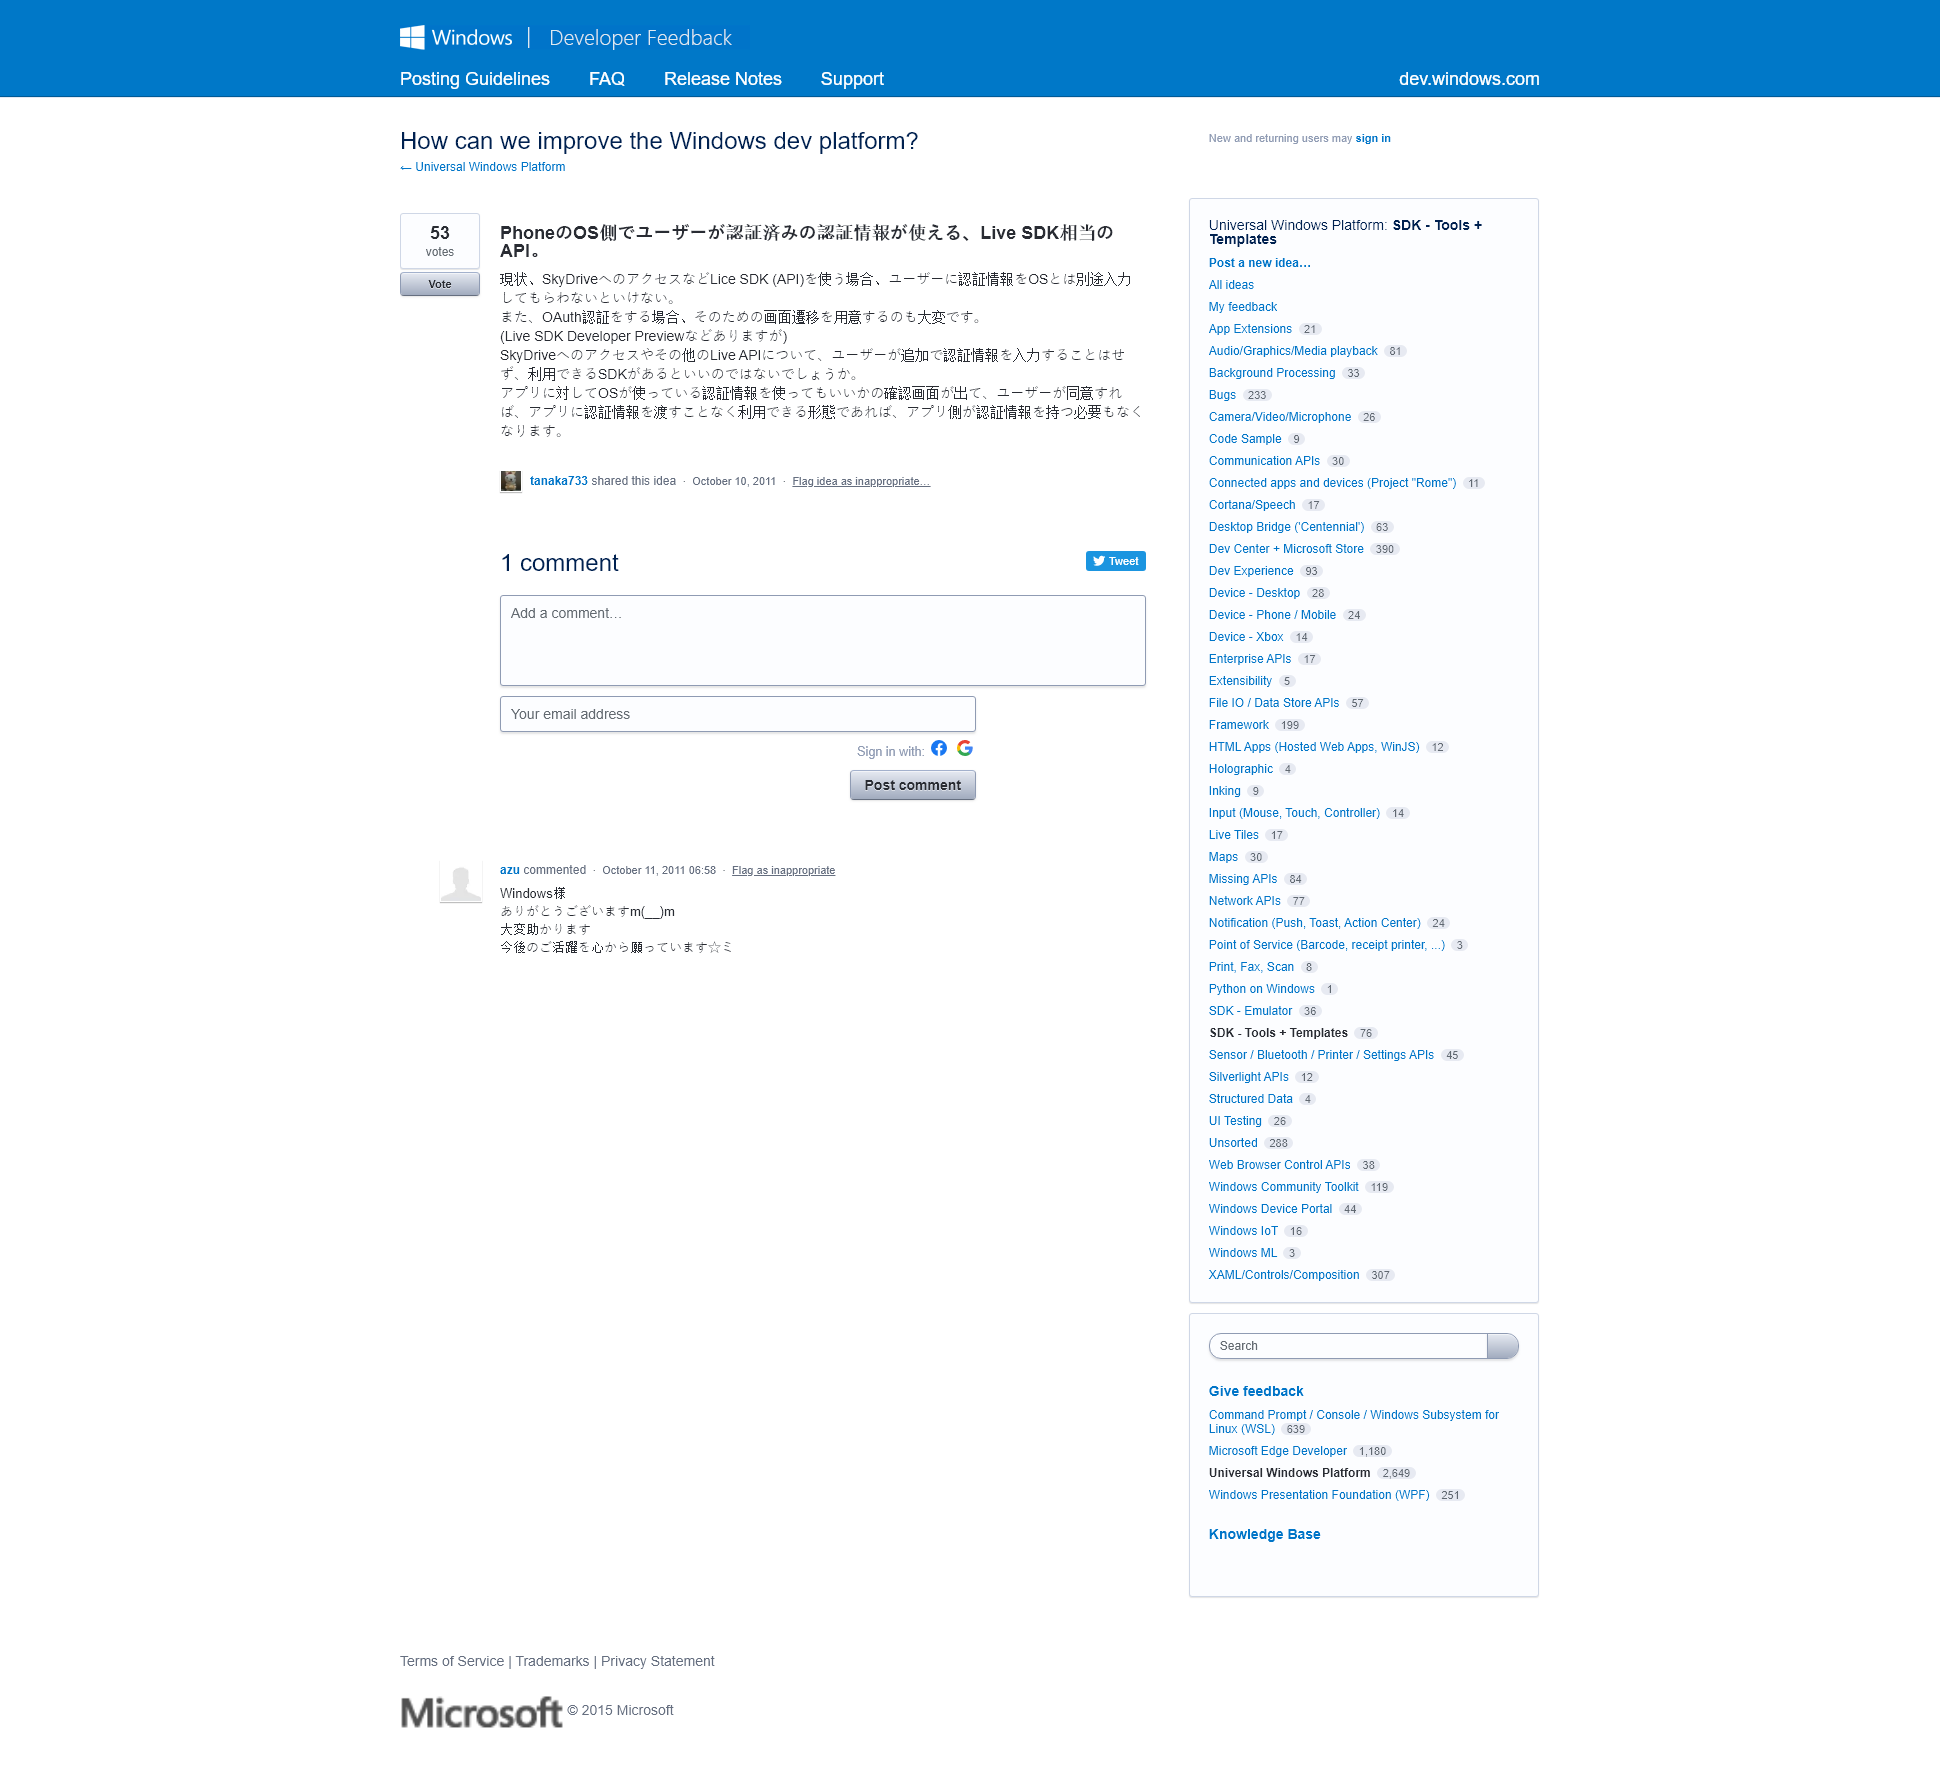 Windows | Developer Feedback
Posting Guidelines FAQ Release Notes Support dev.windows.com
How can we improve the Windows dev platform?
← Universal Windows Platform
New and returning users may sign in
53
votes
Vote
PhoneのOS側でユーザーが認証済みの認証情報が使える、Live SDK相当の
API。
現状、SkyDriveへのアクセスなどLice SDK (API)を使う場合、ユーザーに認証情報をOSとは別途入力
してもらわないといけない。
また、OAuth認証をする場合、そのための画面遷移を用意するのも大変です。
(Live SDK Developer Previewなどありますが)
SkyDriveへのアクセスやその他のLive APIについて、ユーザーが追加で認証情報を入力することはせ
ず、利用できるSDKがあるといいのではないでしょうか。
アプリに対してOSが使っている認証情報を使ってもいいかの確認画面が出て、ユーザーが同意すれ
ば、アプリに認証情報を渡すことなく利用できる形態であれば、アプリ側が認証情報を持つ必要もなく
なります。
tanaka733 shared this idea · October 10, 2011 · Flag idea as inappropriate…
1 comment
Tweet
Add a comment…
Your email address
Sign in with:
Post comment
azu commented · October 11, 2011 06:58 · Flag as inappropriate
Windows様
ありがとうございますm(__)m
大変助かります
今後のご活躍を心から願っています☆ミ
Universal Windows Platform: SDK - Tools +
Templates
Post a new idea…
All ideas
My feedback
App Extensions 21
Audio/Graphics/Media playback 81
Background Processing 33
Bugs 233
Camera/Video/Microphone 26
Code Sample 9
Communication APIs 30
Connected apps and devices (Project "Rome") 11
Cortana/Speech 17
Desktop Bridge ('Centennial') 63
Dev Center + Microsoft Store 390
Dev Experience 93
Device - Desktop 28
Device - Phone / Mobile 24
Device - Xbox 14
Enterprise APIs 17
Extensibility 5
File IO / Data Store APIs 57
Framework 199
HTML Apps (Hosted Web Apps, WinJS) 12
Holographic 4
Inking 9
Input (Mouse, Touch, Controller) 14
Live Tiles 17
Maps 30
Missing APIs 84
Network APIs 77
Notification (Push, Toast, Action Center) 24
Point of Service (Barcode, receipt printer, …) 3
Print, Fax, Scan 8
Python on Windows 1
SDK - Emulator 36
SDK - Tools + Templates 76
Sensor / Bluetooth / Printer / Settings APIs 45
Silverlight APIs 12
Structured Data 4
UI Testing 26
Unsorted 288
Web Browser Control APIs 38
Windows Community Toolkit 119
Windows Device Portal 44
Windows IoT 16
Windows ML 3
XAML/Controls/Composition 307
Search
Give feedback
Command Prompt / Console / Windows Subsystem for
Linux (WSL) 639
Microsoft Edge Developer 1,180
Universal Windows Platform 2,649
Windows Presentation Foundation (WPF) 251
Knowledge Base
Terms of Service | Trademarks | Privacy Statement
Microsoft © 2015 Microsoft